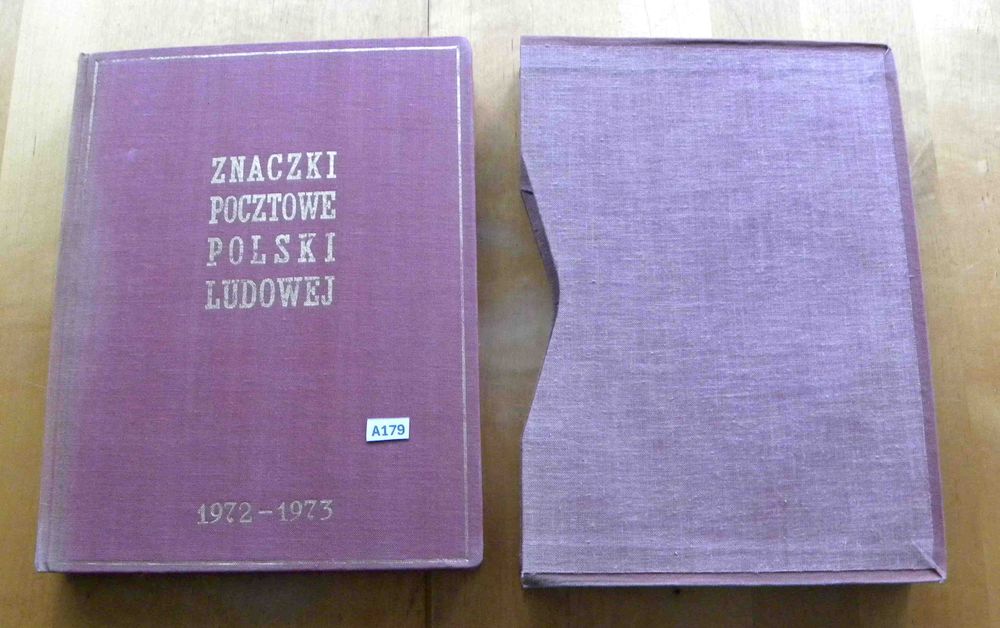 ZNACZKI
POCZTOWE
POLSKI
LUDOWEJ
A179
1972-1973